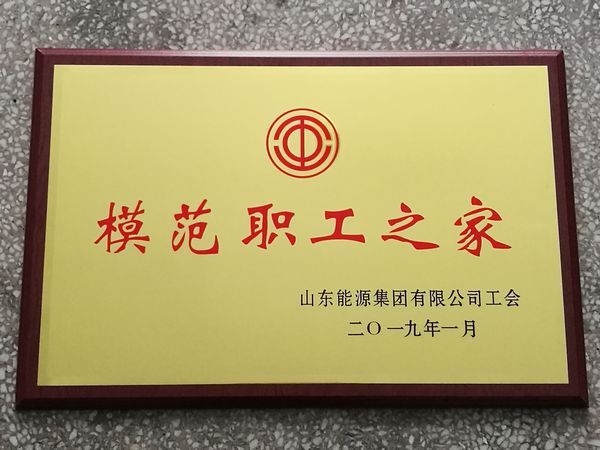 模范职工之家
山东能源集团有限公司工会
二〇一九年一月